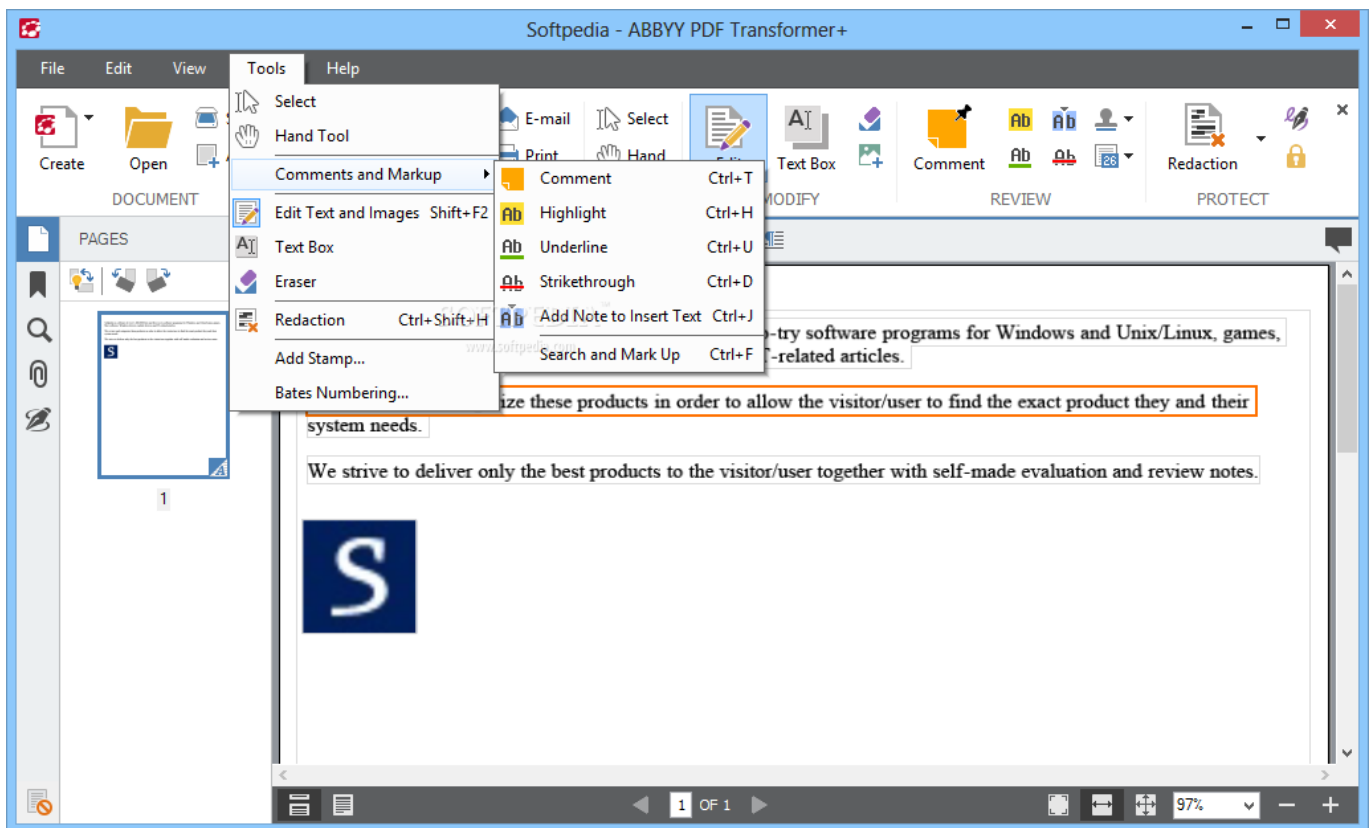 Softpedia - ABBYY PDF Transformer+
File Edit View Tools Help
Create
Open
DOCUMENT
E-mail
Print
Select
Hand
Text Box
Comment
REVIEW
Redaction
PROTECT
Select
Hand Tool
Comments and Markup
Edit Text and Images Shift+F2
Text Box
Eraser
Redaction Ctrl+Shift+H
Add Stamp...
Bates Numbering...
Comment Ctrl+T
Highlight Ctrl+H
Underline Ctrl+U
Strikethrough Ctrl+D
Add Note to Insert Text Ctrl+J
Search and Mark Up Ctrl+F
PAGES
1
-try software programs for Windows and Unix/Linux, games,
-related articles.
ize these products in order to allow the visitor/user to find the exact product they and their
system needs.
We strive to deliver only the best products to the visitor/user together with self-made evaluation and review notes.
S
1 OF 1
97%